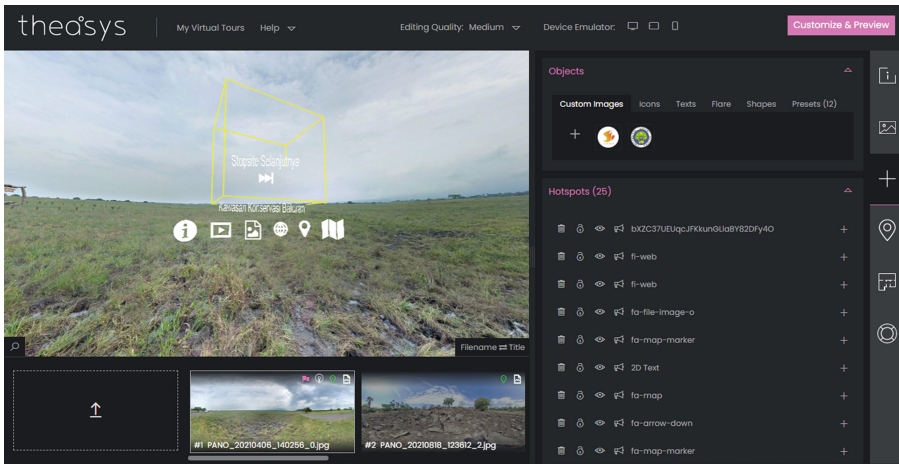 theasys
My Virtual Tours
Help
Editing Quality: Medium
Device Emulator:
Customize & Preview
Stopsite Selanjutnya
Kawasan Konservasi Baluran
Filename ⇌ Title
#1 PANO_20210406_140256_0.jpg
#2 PANO_20210818_123612_2.jpg
Objects
Custom Images Icons Texts Flare Shapes Presets (12)
Hotspots (25)
fi-web
fi-web
fa-file-image-o
fa-map-marker
2D Text
fa-map
fa-arrow-down
fa-map-marker